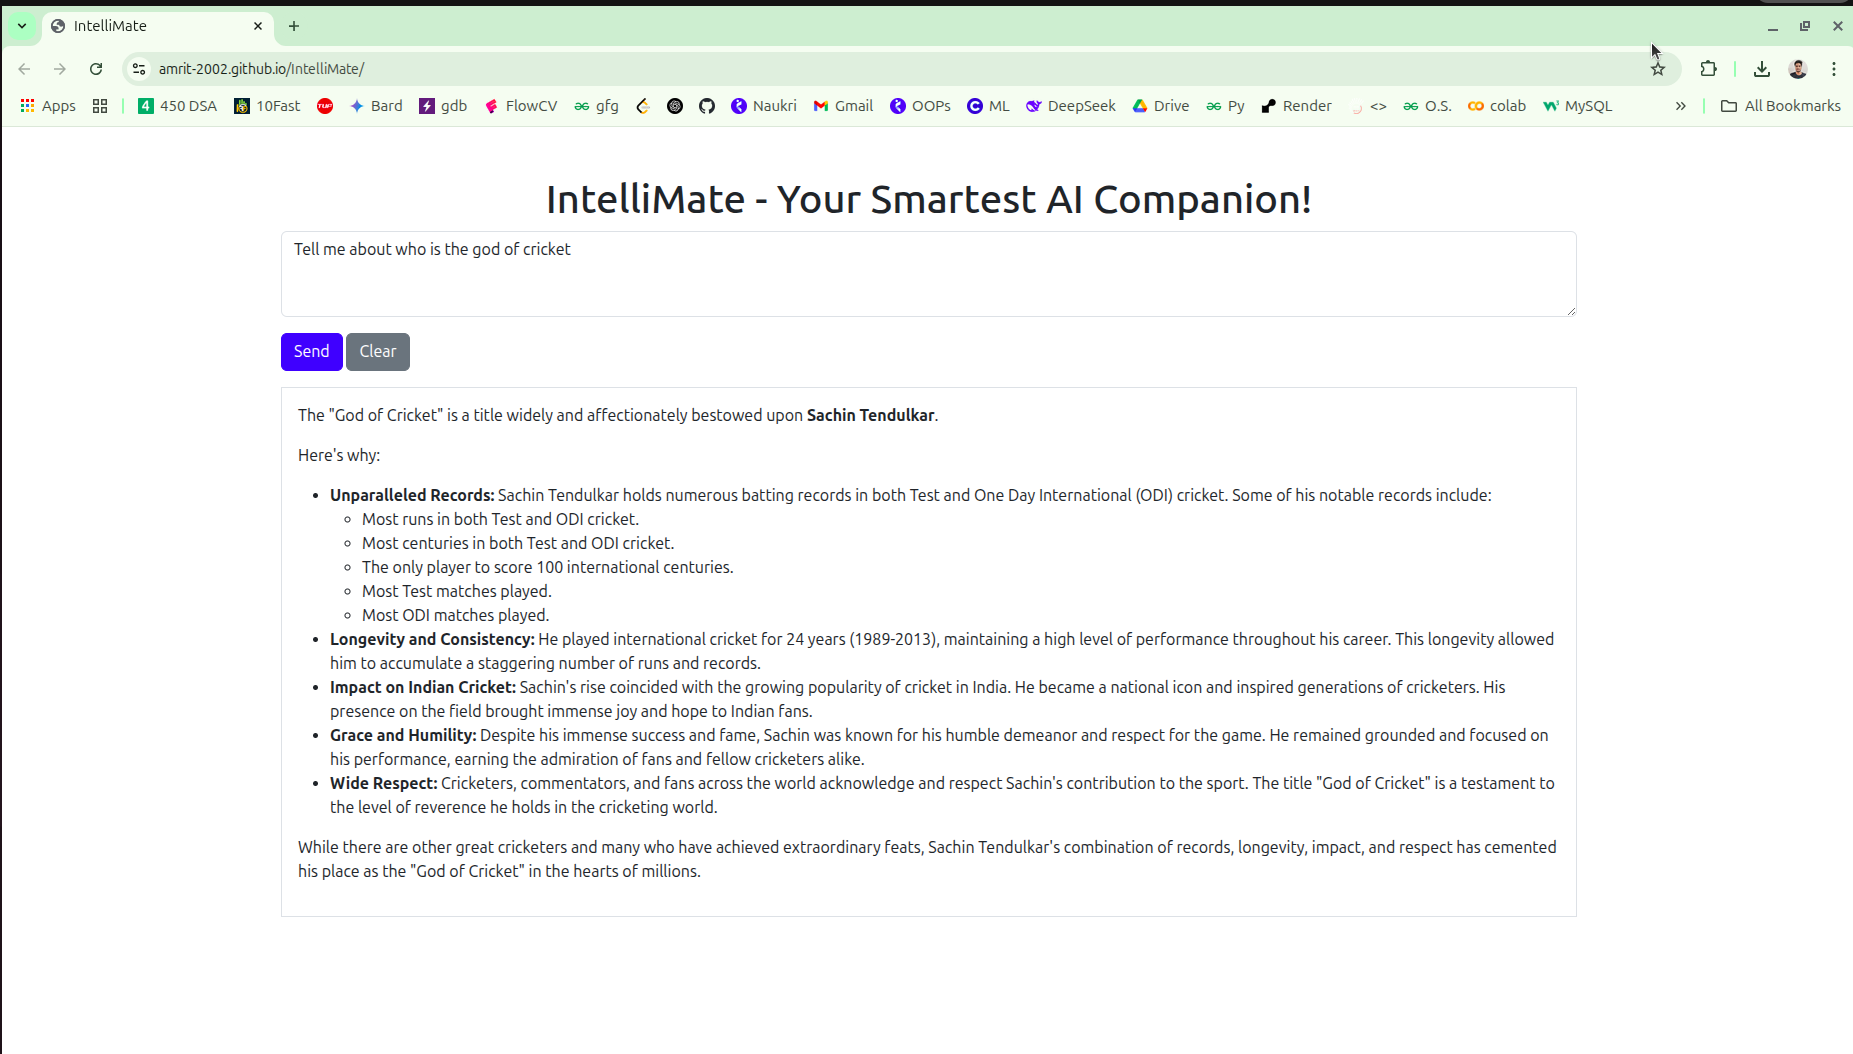 IntelliMate
amrit-2002.github.io/IntelliMate/
Apps 450 DSA 10Fast TUF Bard gdb FlowCV gfg Naukri Gmail OOPs ML DeepSeek Drive Py Render <> O.S. colab MySQL » All Bookmarks
IntelliMate - Your Smartest AI Companion!
Tell me about who is the god of cricket
Send Clear
The "God of Cricket" is a title widely and affectionately bestowed upon Sachin Tendulkar.
Here's why:
Unparalleled Records: Sachin Tendulkar holds numerous batting records in both Test and One Day International (ODI) cricket. Some of his notable records include:
Most runs in both Test and ODI cricket.
Most centuries in both Test and ODI cricket.
The only player to score 100 international centuries.
Most Test matches played.
Most ODI matches played.
Longevity and Consistency: He played international cricket for 24 years (1989-2013), maintaining a high level of performance throughout his career. This longevity allowed
him to accumulate a staggering number of runs and records.
Impact on Indian Cricket: Sachin's rise coincided with the growing popularity of cricket in India. He became a national icon and inspired generations of cricketers. His
presence on the field brought immense joy and hope to Indian fans.
Grace and Humility: Despite his immense success and fame, Sachin was known for his humble demeanor and respect for the game. He remained grounded and focused on
his performance, earning the admiration of fans and fellow cricketers alike.
Wide Respect: Cricketers, commentators, and fans across the world acknowledge and respect Sachin's contribution to the sport. The title "God of Cricket" is a testament to
the level of reverence he holds in the cricketing world.
While there are other great cricketers and many who have achieved extraordinary feats, Sachin Tendulkar's combination of records, longevity, impact, and respect has cemented
his place as the "God of Cricket" in the hearts of millions.